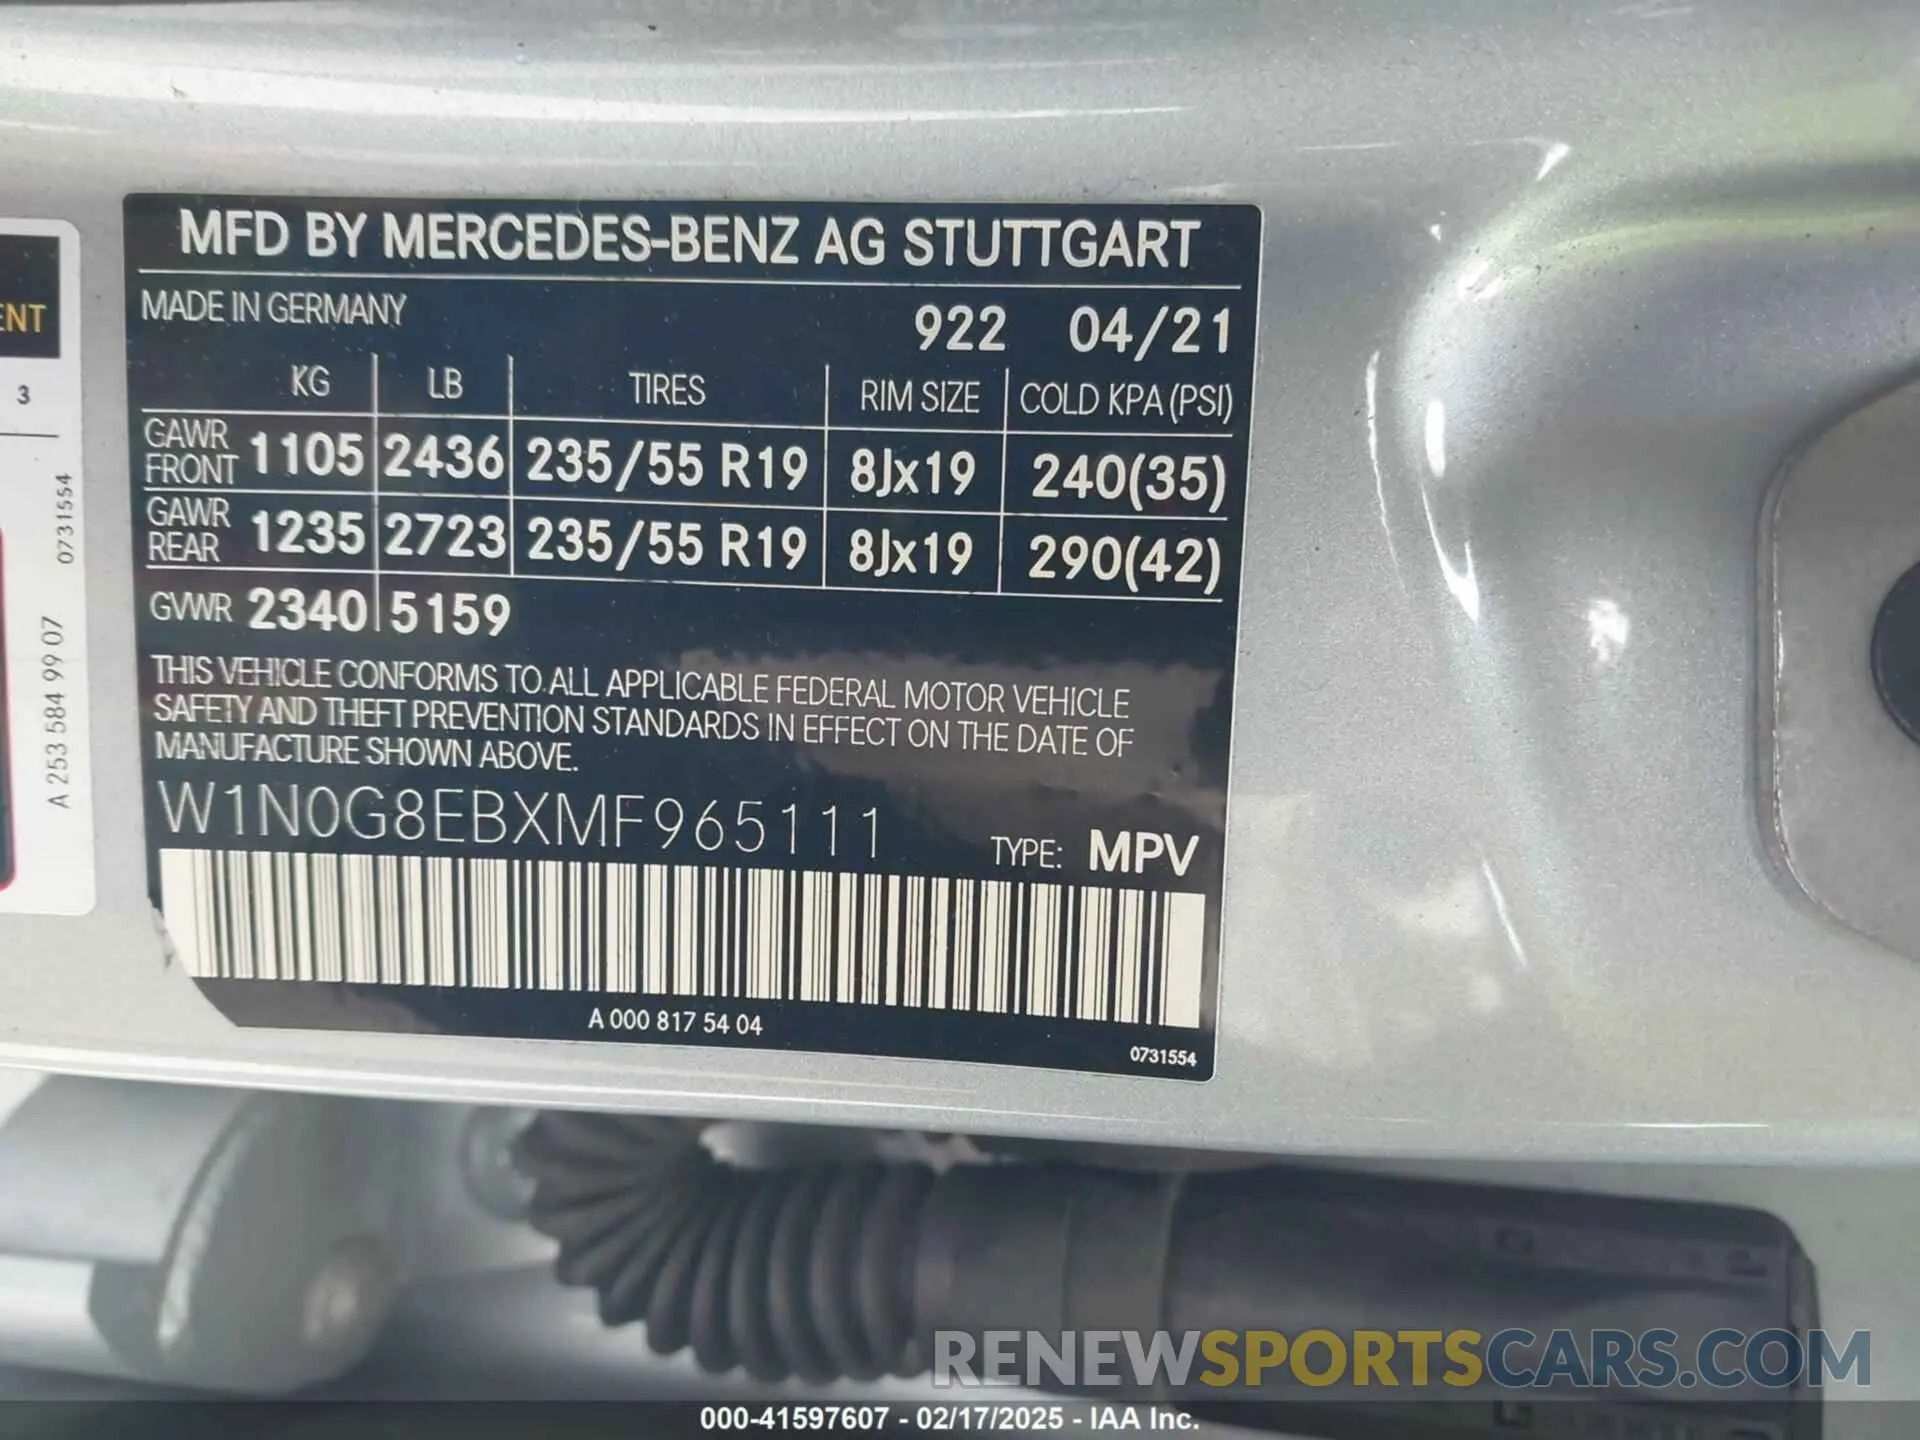 MFD BY MERCEDES-BENZ AG STUTTGART
MADE IN GERMANY 922 04/21
KG LB TIRES RIM SIZE COLD KPA (PSI)
GAWR FRONT 1105 2436 235/55 R19 8Jx19 240(35)
GAWR REAR 1235 2723 235/55 R19 8Jx19 290(42)
GVWR 2340 5159
THIS VEHICLE CONFORMS TO ALL APPLICABLE FEDERAL MOTOR VEHICLE
SAFETY AND THEFT PREVENTION STANDARDS IN EFFECT ON THE DATE OF
MANUFACTURE SHOWN ABOVE.
W1N0G8EBXMF965111 TYPE: MPV
A 000 817 54 04
0731554
ENT
3
0731554
A 253 584 99 07
RENEWSPORTSCARS.COM
000-41597607 - 02/17/2025 - IAA Inc.